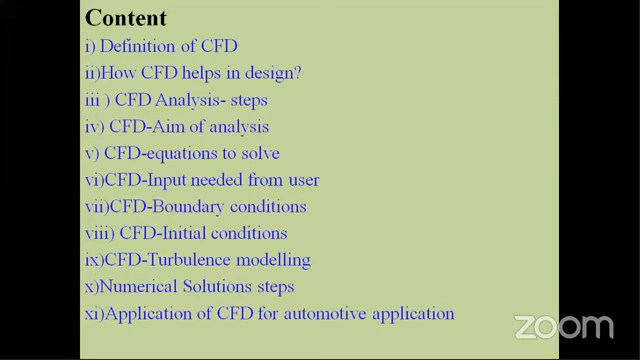 Content
i) Definition of CFD
ii)How CFD helps in design?
iii ) CFD Analysis- steps
iv) CFD-Aim of analysis
v) CFD-equations to solve
vi)CFD-Input needed from user
vii)CFD-Boundary conditions
viii) CFD-Initial conditions
ix)CFD-Turbulence modelling
x)Numerical Solutions steps
xi)Application of CFD for automotive application
zoom